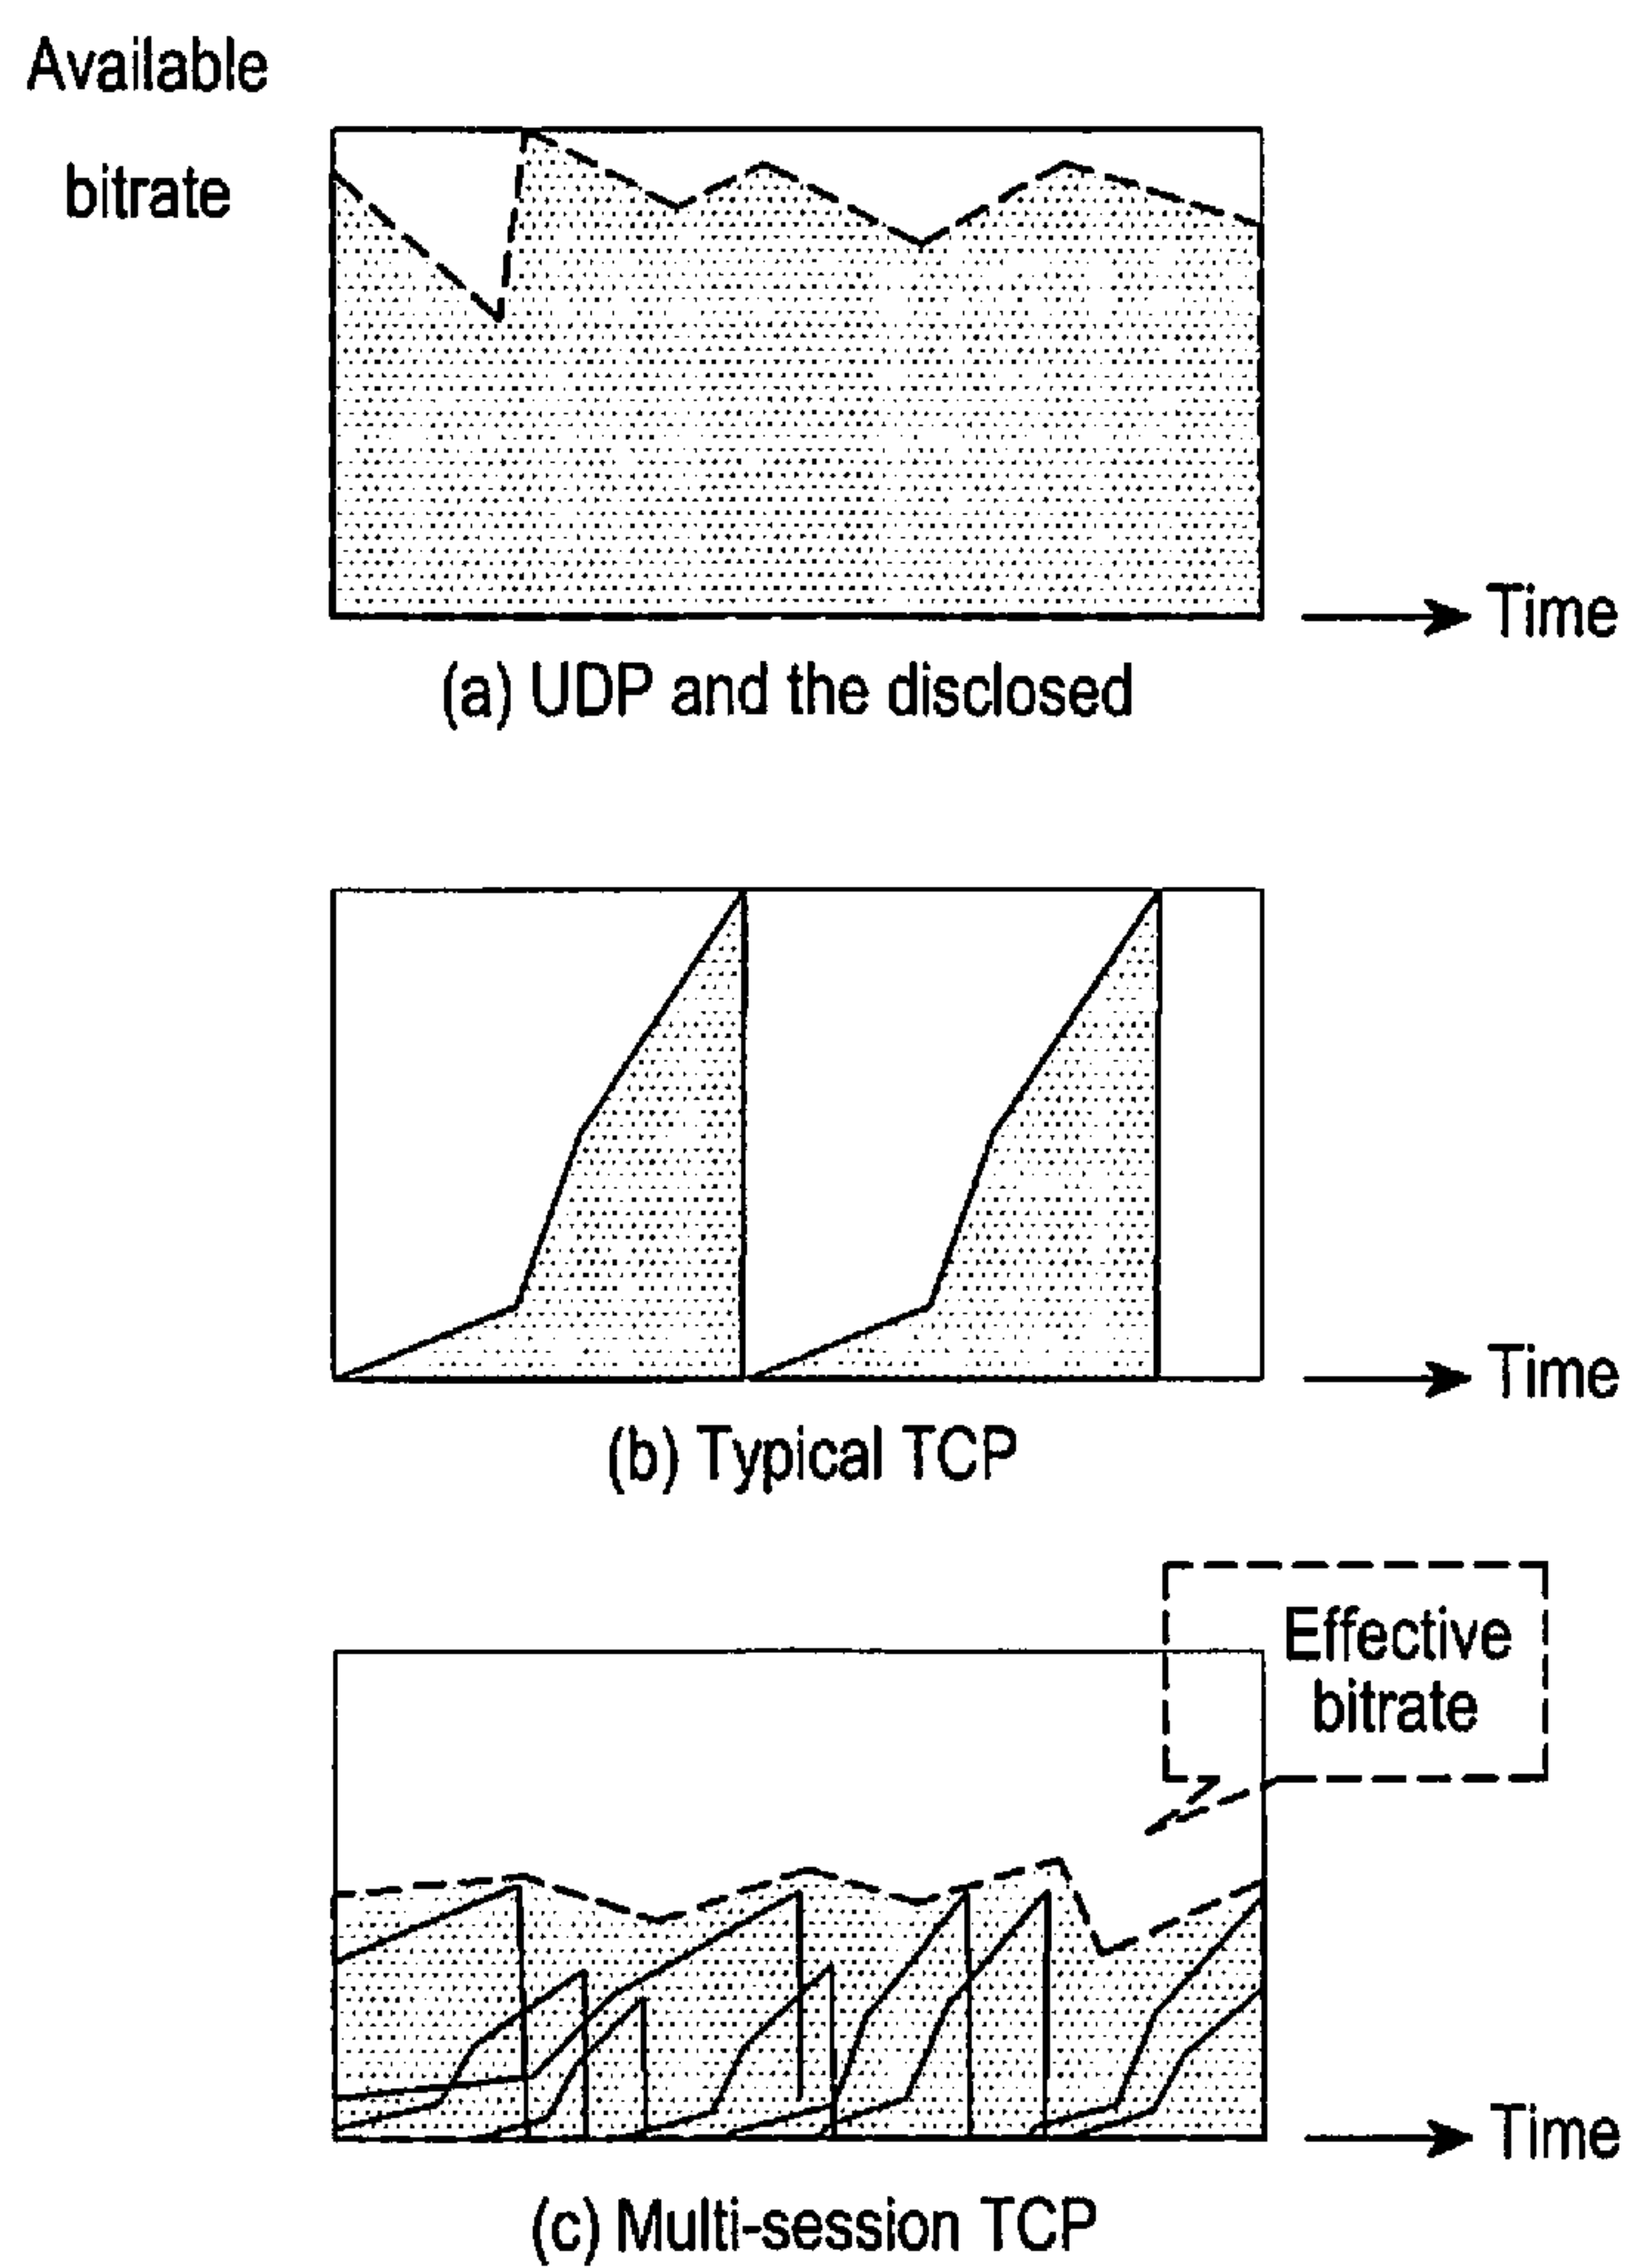 Available
bitrate
Time
(a) UDP and the disclosed
Time
(b) Typical TCP
Effective
bitrate
Time
(c) Multi-session TCP